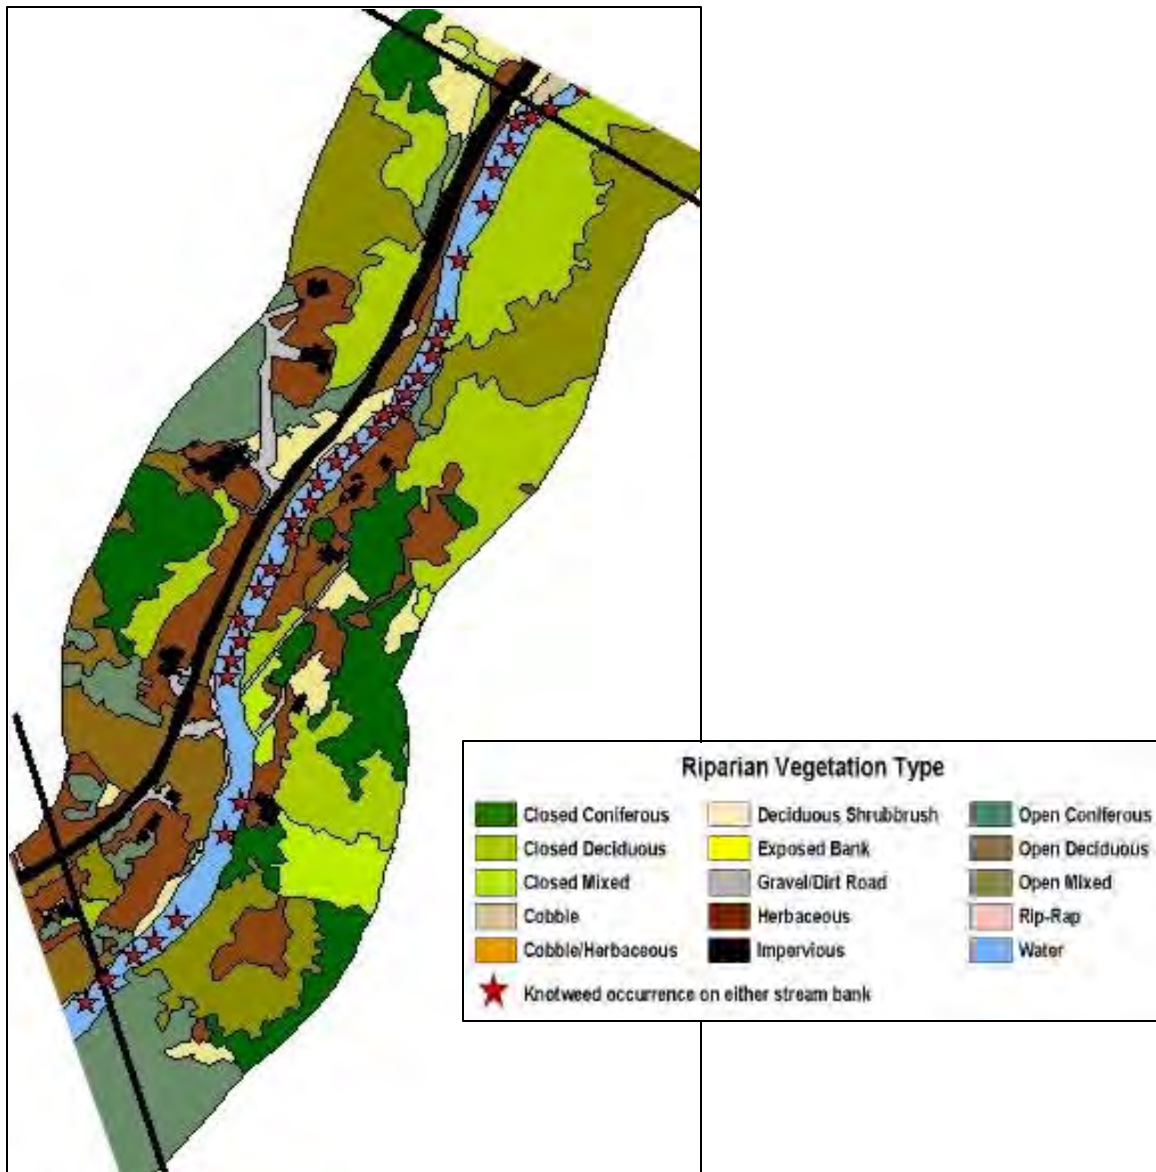 Riparian Vegetation Type
Closed Coniferous
Closed Deciduous
Closed Mixed
Cobble
Cobble/Herbaceous
Deciduous Shrubbrush
Exposed Bank
Gravel/Dirt Road
Herbaceous
Impervious
Open Coniferous
Open Deciduous
Open Mixed
Rip-Rap
Water
Knotweed occurrence on either stream bank